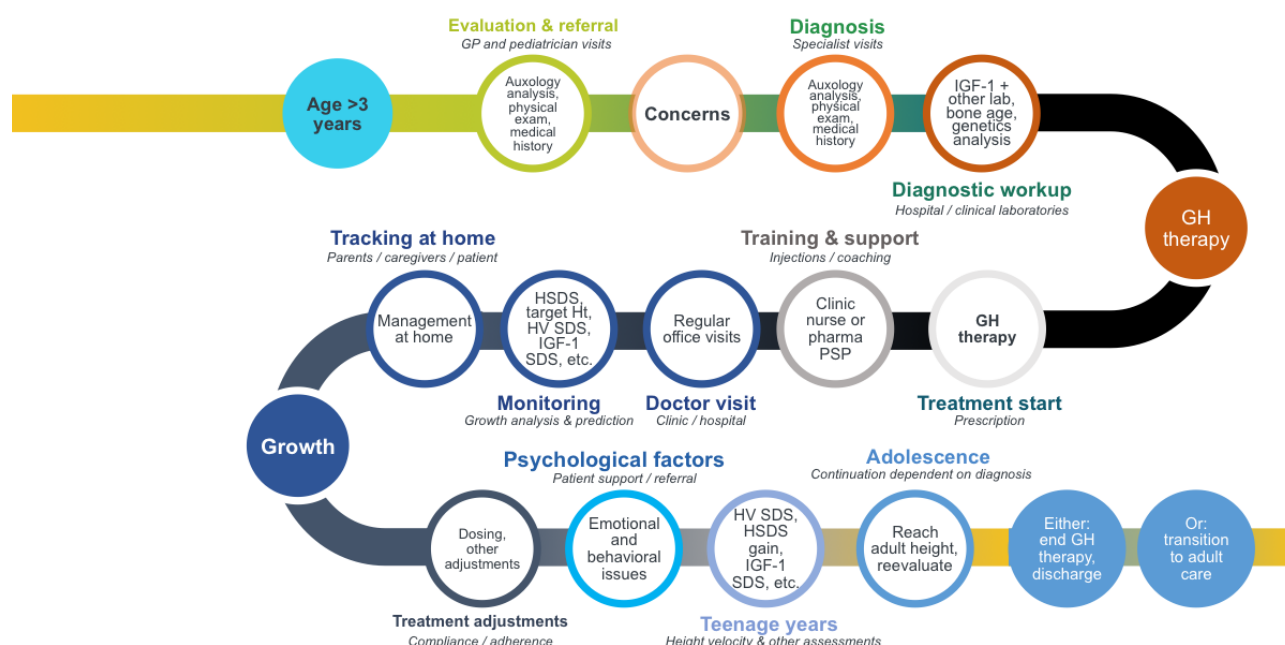 Evaluation & referral
GP and pediatrician visits
Diagnosis
Specialist visits
Age >3
years
Auxology
analysis,
physical
exam,
medical
history
Concerns
Auxology
analysis,
physical
exam,
medical
history
IGF-1 +
other lab,
bone age,
genetics
analysis
Diagnostic workup
Hospital / clinical laboratories
GH
therapy
Tracking at home
Parents / caregivers / patient
Training & support
Injections / coaching
Management
at home
HSDS,
target Ht,
HV SDS,
IGF-1
SDS, etc.
Regular
office visits
Clinic
nurse or
pharma
PSP
GH
therapy
Monitoring
Growth analysis & prediction
Doctor visit
Clinic / hospital
Treatment start
Prescription
Growth
Psychological factors
Patient support / referral
Adolescence
Continuation dependent on diagnosis
Dosing,
other
adjustments
Emotional
and
behavioral
issues
HV SDS,
HSDS
gain,
IGF-1
SDS, etc.
Reach
adult height,
reevaluate
Either:
end GH
therapy,
discharge
Or:
transition
to adult
care
Treatment adjustments
Compliance / adherence
Teenage years
Height velocity & other assessments